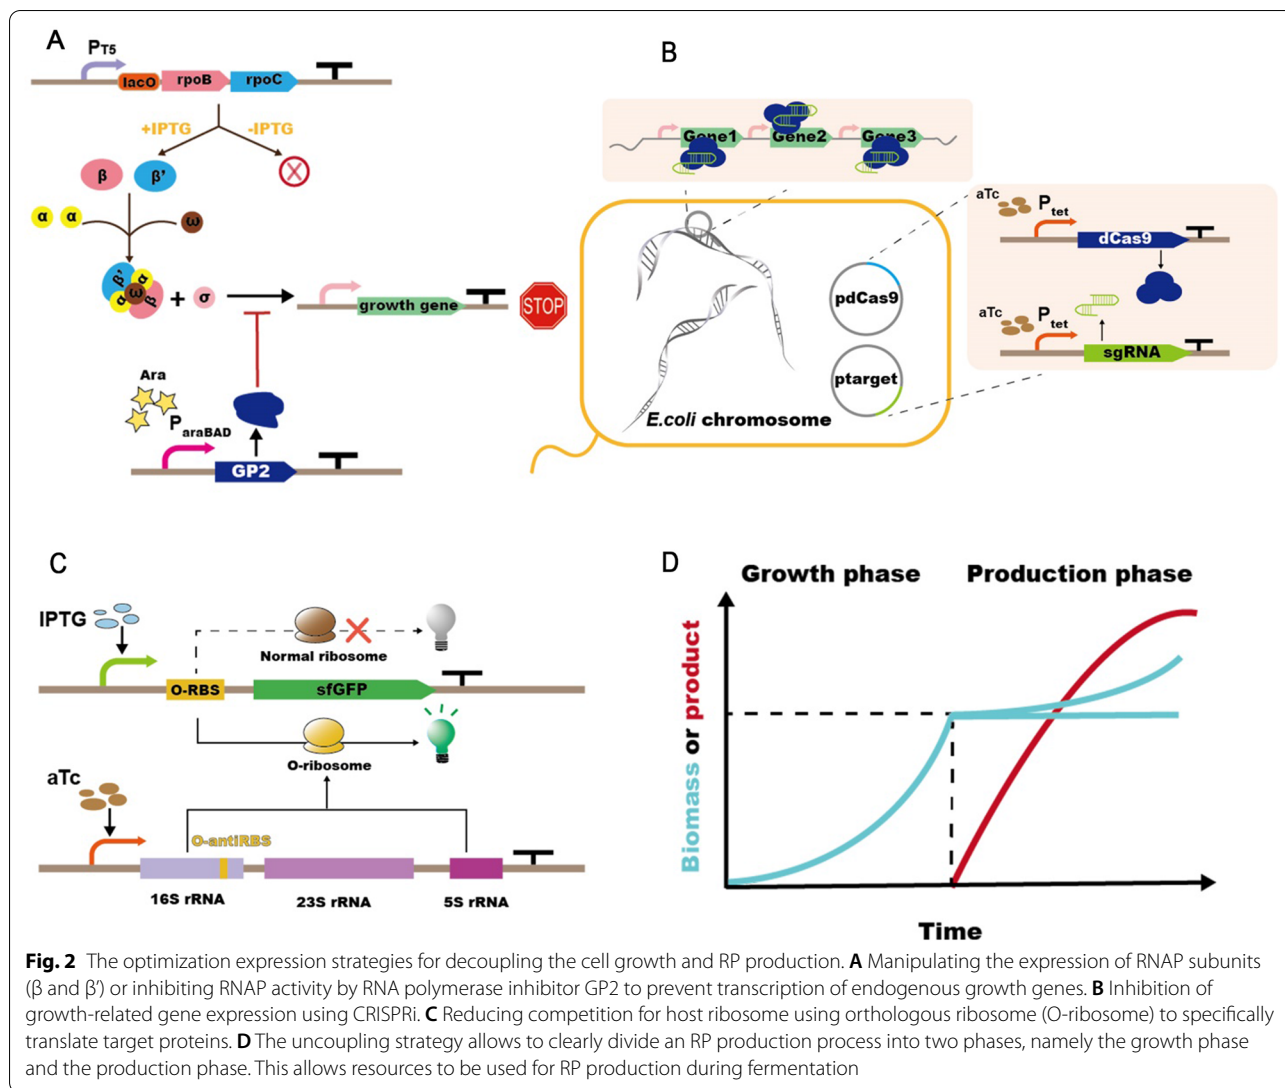 A
PT5
lacO rpoB rpoC
+IPTG -IPTG
X
β β'
α α ω
β' α
α ω β
+ σ
growth gene
STOP
Ara
ParaBAD
GP2
B
Gene1 Gene2 Gene3
aTc
Ptet
dCas9
pdCas9
aTc
Ptet
sgRNA
ptarget
E.coli chromosome
C
IPTG
Normal ribosome
O-RBS sfGFP
O-ribosome
aTc
O-antiRBS
16S rRNA 23S rRNA 5S rRNA
D
Growth phase Production phase
Biomass or product
Time
Fig. 2 The optimization expression strategies for decoupling the cell growth and RP production. A Manipulating the expression of RNAP subunits
(β and β') or inhibiting RNAP activity by RNA polymerase inhibitor GP2 to prevent transcription of endogenous growth genes. B Inhibition of
growth-related gene expression using CRISPRi. C Reducing competition for host ribosome using orthologous ribosome (O-ribosome) to specifically
translate target proteins. D The uncoupling strategy allows to clearly divide an RP production process into two phases, namely the growth phase
and the production phase. This allows resources to be used for RP production during fermentation